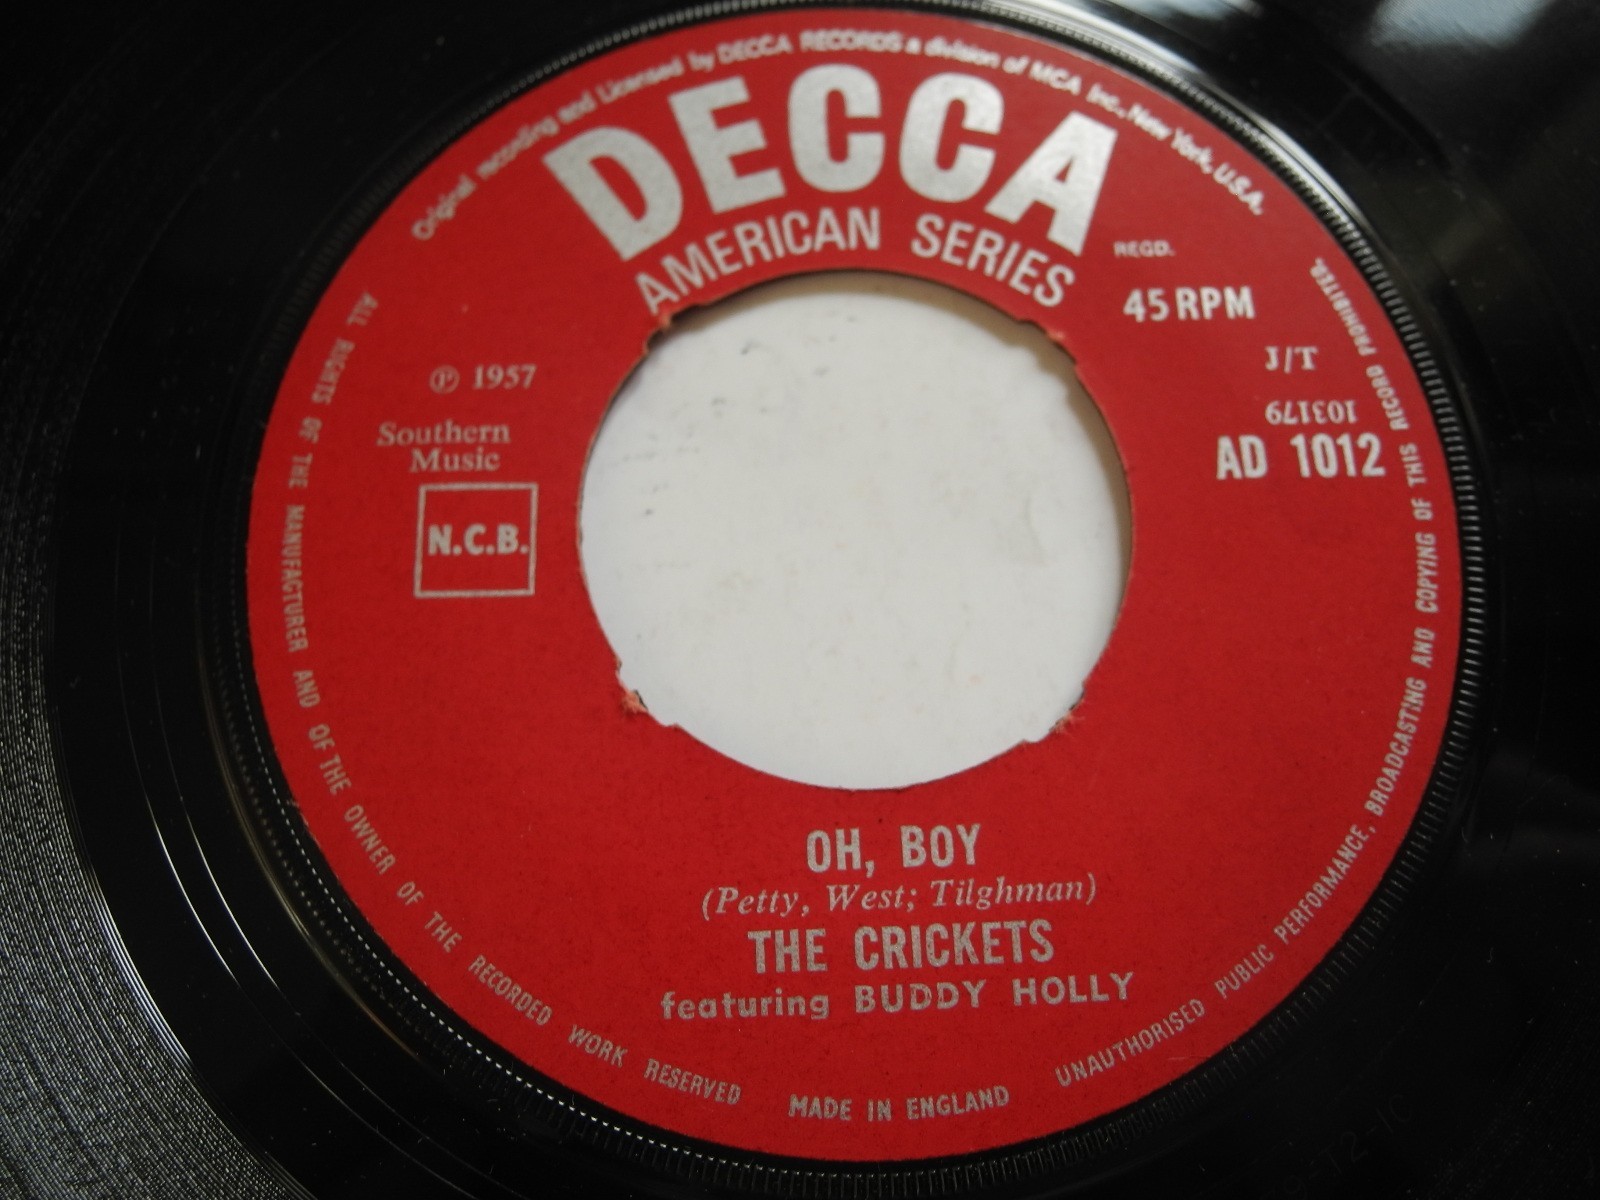 Original recording and Licensed by DECCA RECORDS a division of MCA Inc., New York, U.S.A.
DECCA
AMERICAN SERIES
REGD.
45 RPM
℗ 1957
J/T
Southern
Music
103179
AD 1012
N.C.B.
OH, BOY
(Petty, West; Tilghman)
THE CRICKETS
featuring BUDDY HOLLY
ALL RIGHTS OF THE MANUFACTURER AND OF THE OWNER OF THE RECORDED WORK RESERVED
MADE IN ENGLAND
UNAUTHORISED PUBLIC PERFORMANCE, BROADCASTING AND COPYING OF THIS RECORD PROHIBITED.